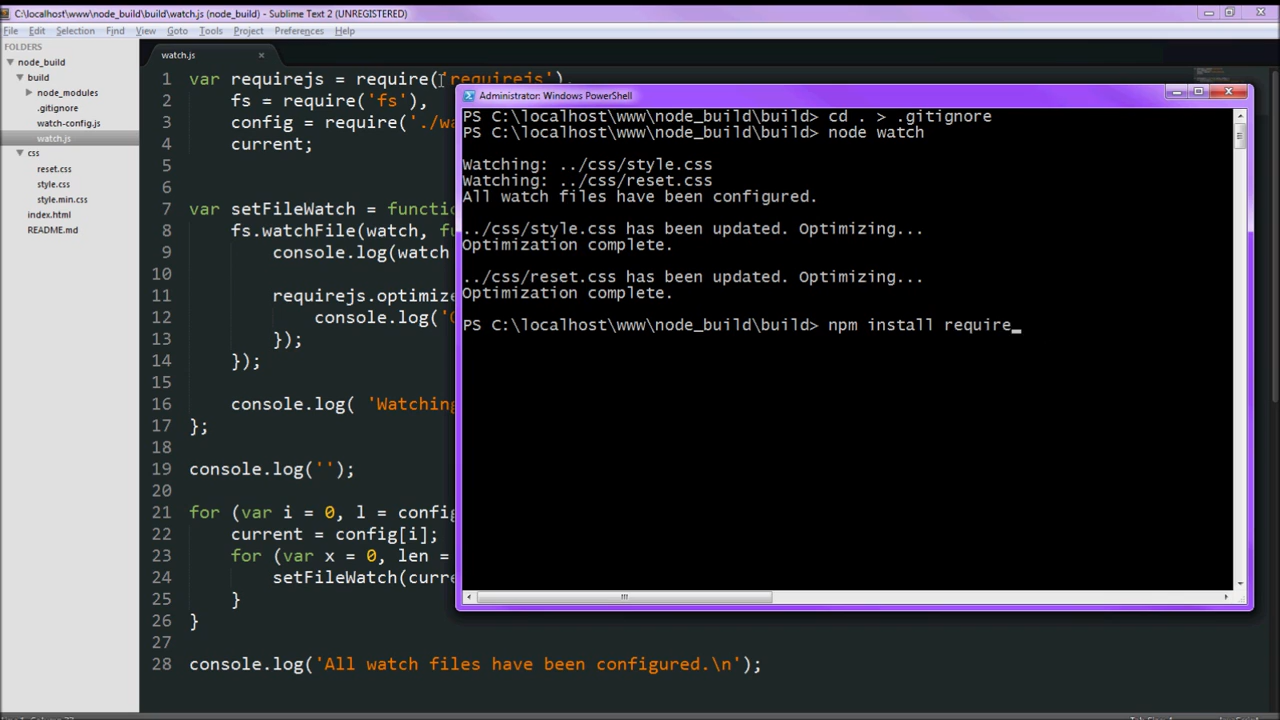 C:\localhost\www\node_build\build\watch.js (node_build) - Sublime Text 2 (UNREGISTERED)
File Edit Selection Find View Goto Tools Project Preferences Help
FOLDERS
node_build
build
node_modules
.gitignore
watch-config.js
watch.js
css
reset.css
style.css
style.min.css
index.html
README.md
watch.js
1 var requirejs = require('requirejs'),
2 fs = require('fs'),
3 config = require('./wa
4 current;
5
6
7 var setFileWatch = functi
8 fs.watchFile(watch, fu
9 console.log(watch
10
11 requirejs.optimize
12 console.log('O
13 });
14 });
15
16 console.log( 'Watching
17 };
18
19 console.log('');
20
21 for (var i = 0, l = config
22 current = config[i];
23 for (var x = 0, len =
24 setFileWatch(curre
25 }
26 }
27
28 console.log('All watch files have been configured.\n');
Administrator: Windows PowerShell
PS C:\localhost\www\node_build\build> cd . > .gitignore
PS C:\localhost\www\node_build\build> node watch
Watching: ../css/style.css
Watching: ../css/reset.css
All watch files have been configured.
../css/style.css has been updated. Optimizing...
Optimization complete.
../css/reset.css has been updated. Optimizing...
Optimization complete.
PS C:\localhost\www\node_build\build> npm install require_